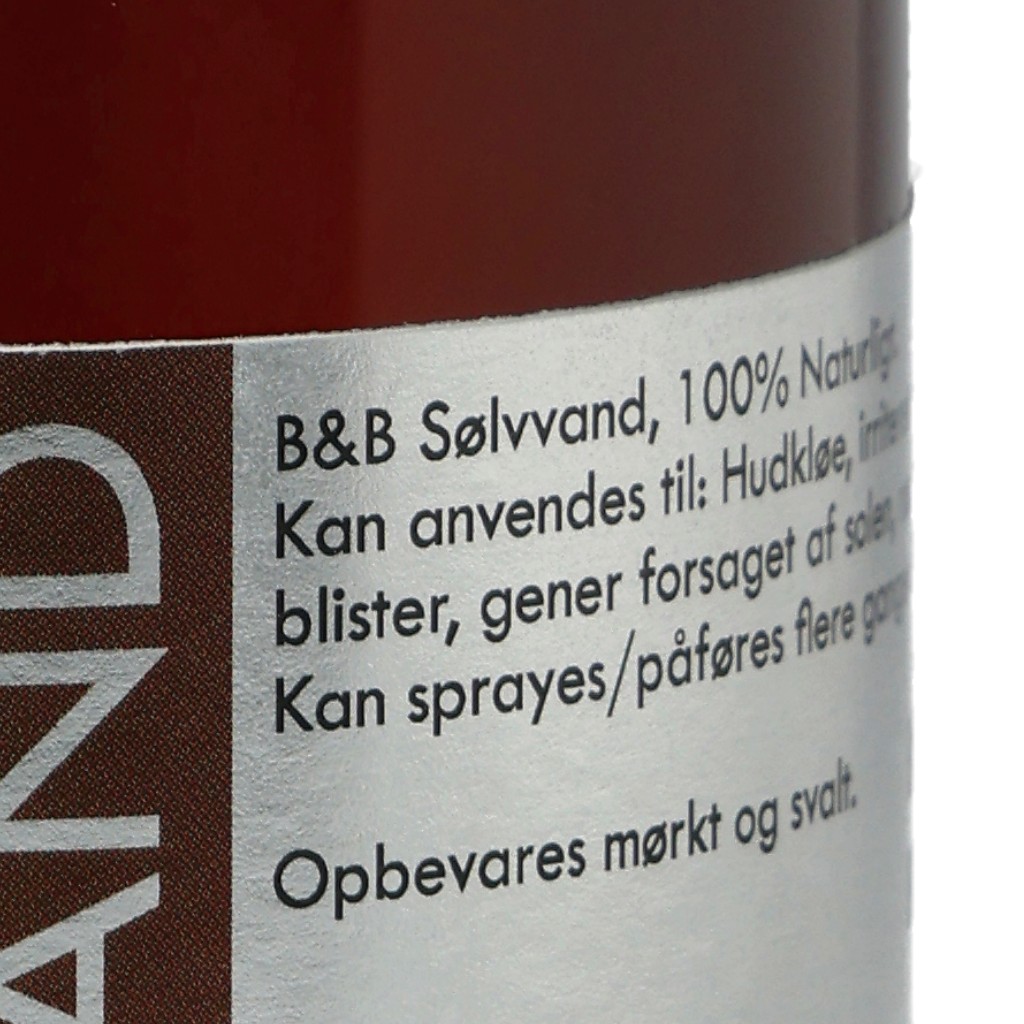 B&B Sølvvand, 100% Naturligt
Kan anvendes til: Hudkløe,
blister, gener forsaget af solen,
Kan sprayes/påføres flere
Opbevares mørkt og svalt.
AND